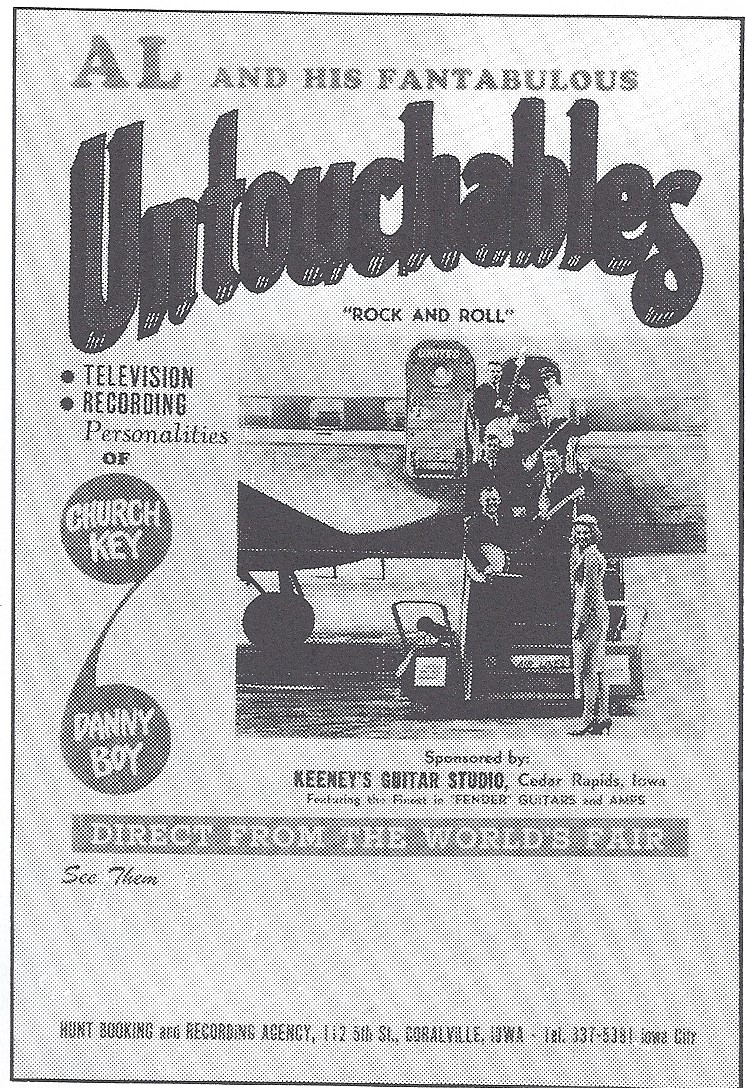 AL AND HIS FANTABULOUS
Untouchables
"ROCK AND ROLL"
• TELEVISION
• RECORDING
Personalities
OF
CHURCH
KEY
DANNY
BOY
Sponsored by:
KEENEY'S GUITAR STUDIO, Cedar Rapids, Iowa
Featuring the Finest in "FENDER" GUITARS and AMPS
DIRECT FROM THE WORLD'S FAIR
See Them
HUNT BOOKING and RECORDING AGENCY, 112 5th St., CORALVILLE, IOWA - Tel. 337-5381 Iowa City